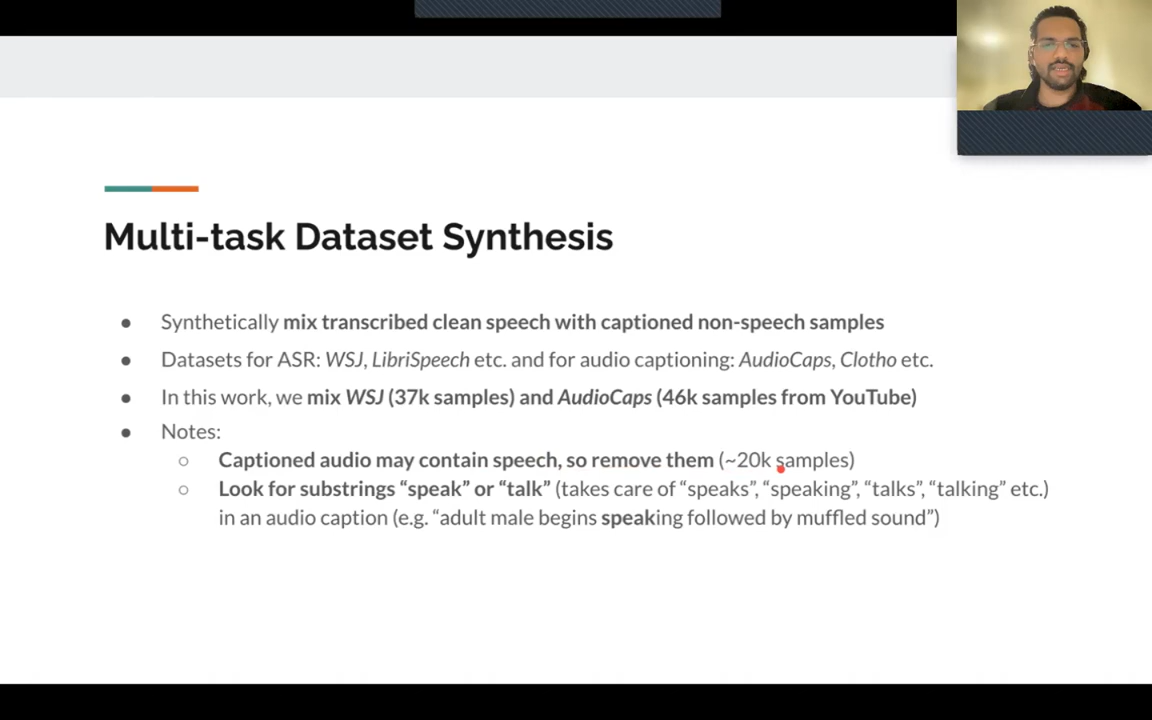 Multi-task Dataset Synthesis
● Synthetically mix transcribed clean speech with captioned non-speech samples
● Datasets for ASR: WSJ, LibriSpeech etc. and for audio captioning: AudioCaps, Clotho etc.
● In this work, we mix WSJ (37k samples) and AudioCaps (46k samples from YouTube)
● Notes:
○ Captioned audio may contain speech, so remove them (~20k samples)
○ Look for substrings “speak” or “talk” (takes care of “speaks”, “speaking”, “talks”, “talking” etc.)
in an audio caption (e.g. “adult male begins speaking followed by muffled sound”)